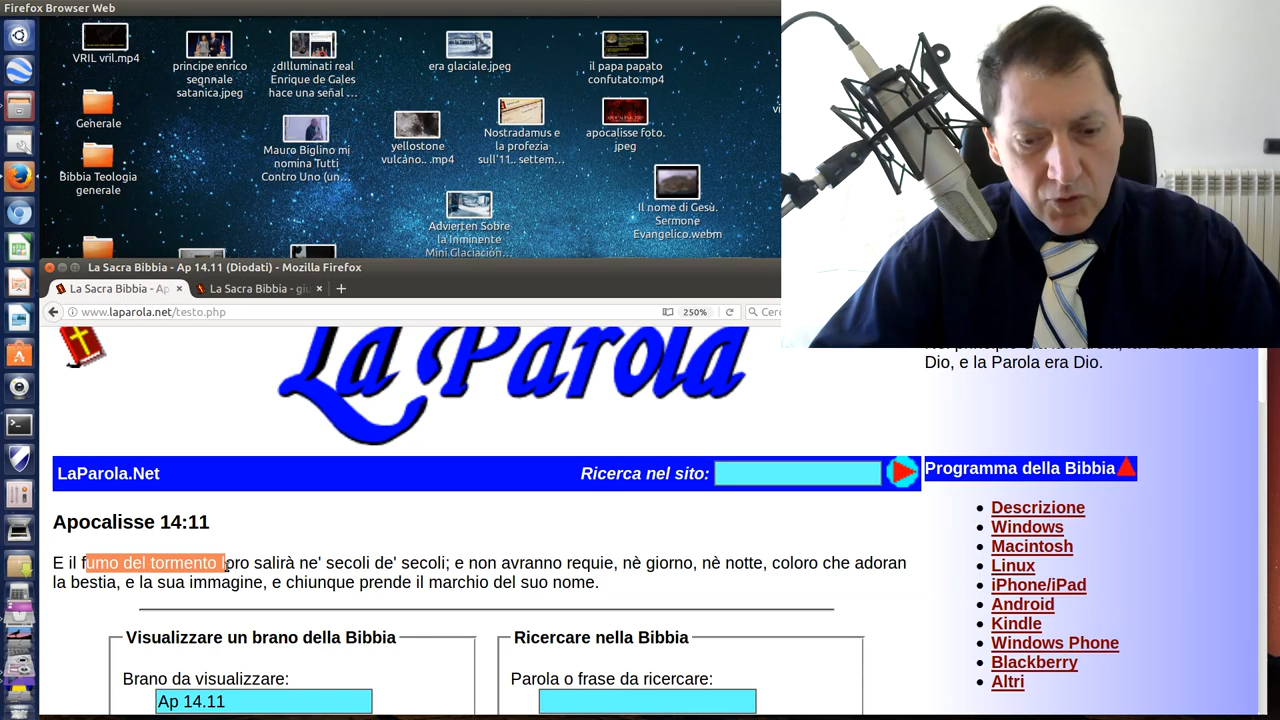 Firefox Browser Web
VRIL vril.mp4
principe enrico
segnnale
satanica.jpeg
¿dIlluminati real
Enrique de Gales
hace una señal ...
era glaciale.jpeg
il papa papato
confutato.mp4
Generale
Mauro Biglino mi
nomina Tutti
Contro Uno (un...
yellostone
vulcáno.. .mp4
Nostradamus e
la profezia
sull'11.. settem...
apocalisse foto.
jpeg
Bibbia Teologia
generale
Advierten Sobre
la Inminente
Mini Glaciación...
Il nome di Gesù.
Sermone
Evangelico.webm
La Sacra Bibbia - Ap 14.11 (Diodati) - Mozilla Firefox
La Sacra Bibbia - Ap
La Sacra Bibbia - giu
www.laparola.net/testo.php
250%
Cerc
La Parola
Dio, e la Parola era Dio.
LaParola.Net
Ricerca nel sito:
Programma della Bibbia
Apocalisse 14:11
E il fumo del tormento loro salirà ne' secoli de' secoli; e non avranno requie, nè giorno, nè notte, coloro che adoran
la bestia, e la sua immagine, e chiunque prende il marchio del suo nome.
Descrizione
Windows
Macintosh
Linux
iPhone/iPad
Android
Kindle
Windows Phone
Blackberry
Altri
Visualizzare un brano della Bibbia
Brano da visualizzare:
Ap 14.11
Ricercare nella Bibbia
Parola o frase da ricercare: